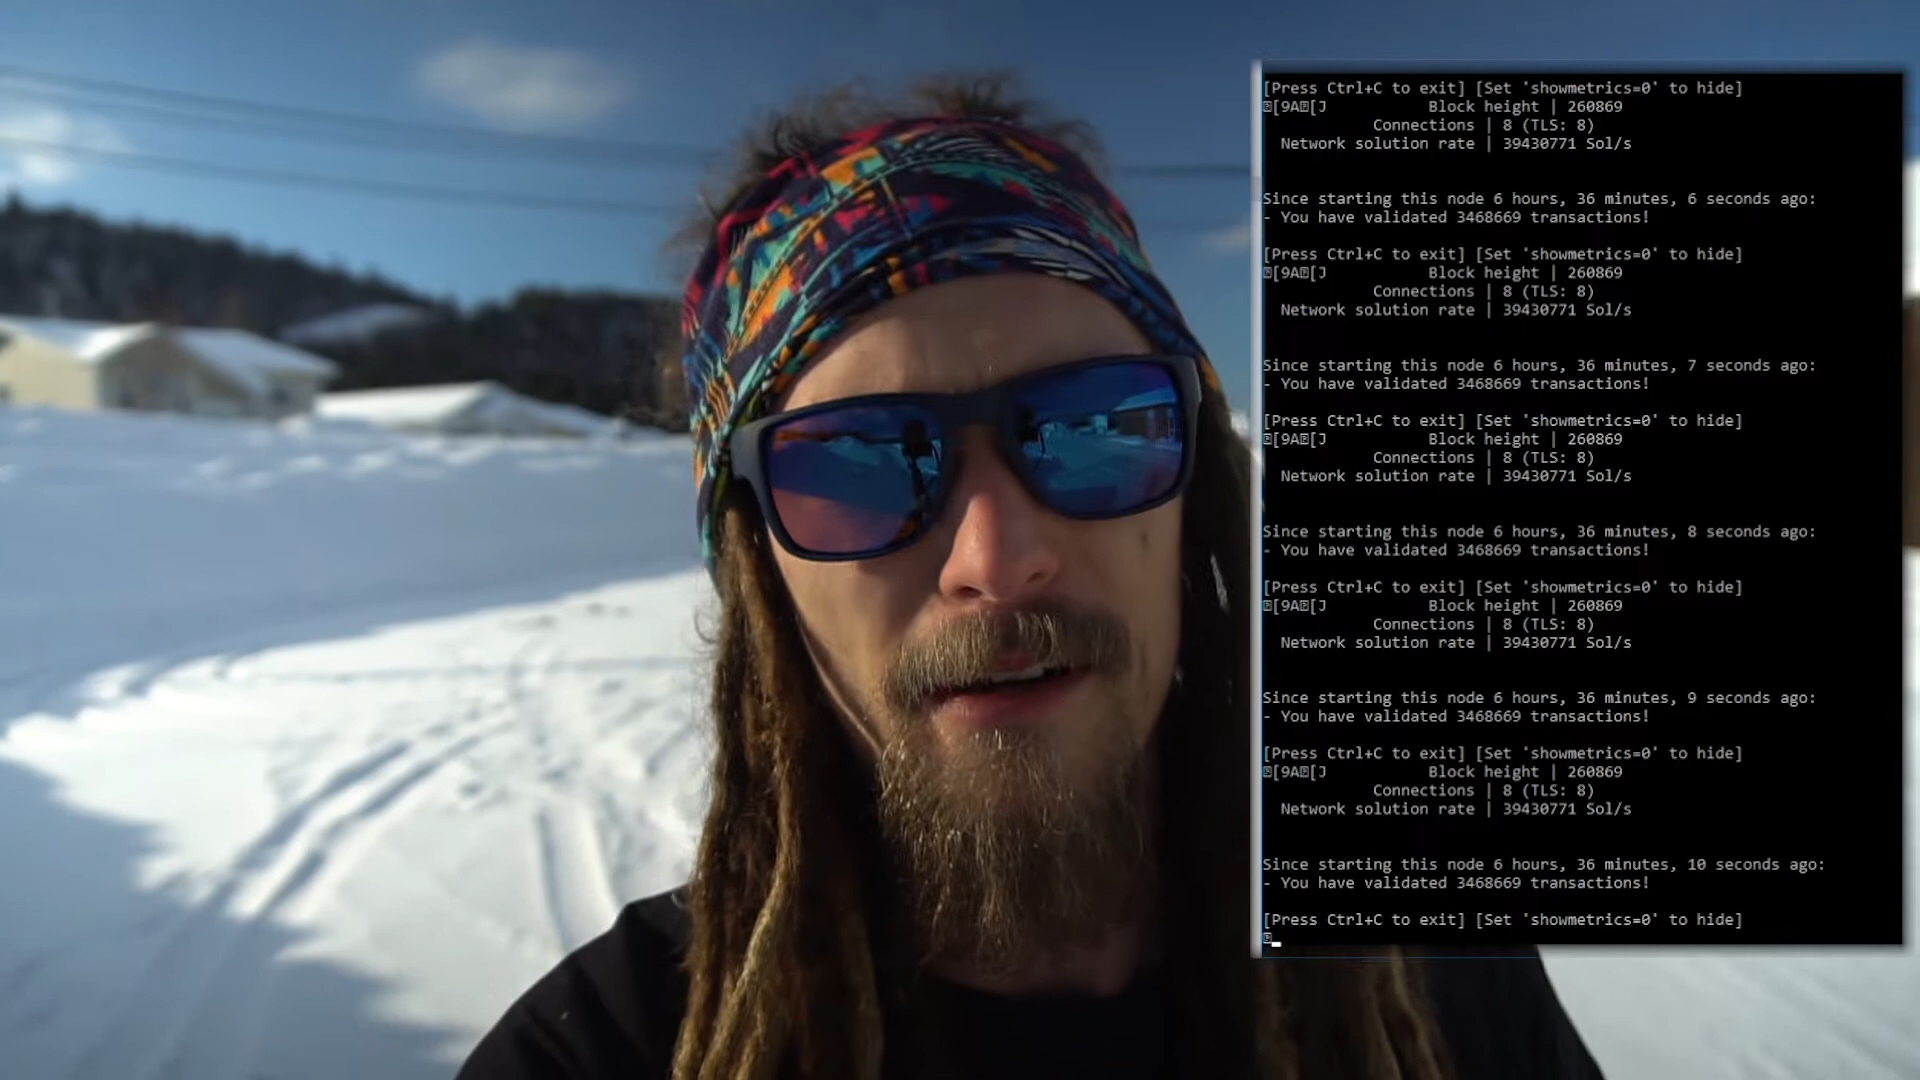 [Press Ctrl+C to exit] [Set 'showmetrics=0' to hide]
[9A[J Block height | 260869
Connections | 8 (TLS: 8)
Network solution rate | 39430771 Sol/s
Since starting this node 6 hours, 36 minutes, 6 seconds ago:
- You have validated 3468669 transactions!
[Press Ctrl+C to exit] [Set 'showmetrics=0' to hide]
[9A[J Block height | 260869
Connections | 8 (TLS: 8)
Network solution rate | 39430771 Sol/s
Since starting this node 6 hours, 36 minutes, 7 seconds ago:
- You have validated 3468669 transactions!
[Press Ctrl+C to exit] [Set 'showmetrics=0' to hide]
[9A[J Block height | 260869
Connections | 8 (TLS: 8)
Network solution rate | 39430771 Sol/s
Since starting this node 6 hours, 36 minutes, 8 seconds ago:
- You have validated 3468669 transactions!
[Press Ctrl+C to exit] [Set 'showmetrics=0' to hide]
[9A[J Block height | 260869
Connections | 8 (TLS: 8)
Network solution rate | 39430771 Sol/s
Since starting this node 6 hours, 36 minutes, 9 seconds ago:
- You have validated 3468669 transactions!
[Press Ctrl+C to exit] [Set 'showmetrics=0' to hide]
[9A[J Block height | 260869
Connections | 8 (TLS: 8)
Network solution rate | 39430771 Sol/s
Since starting this node 6 hours, 36 minutes, 10 seconds ago:
- You have validated 3468669 transactions!
[Press Ctrl+C to exit] [Set 'showmetrics=0' to hide]